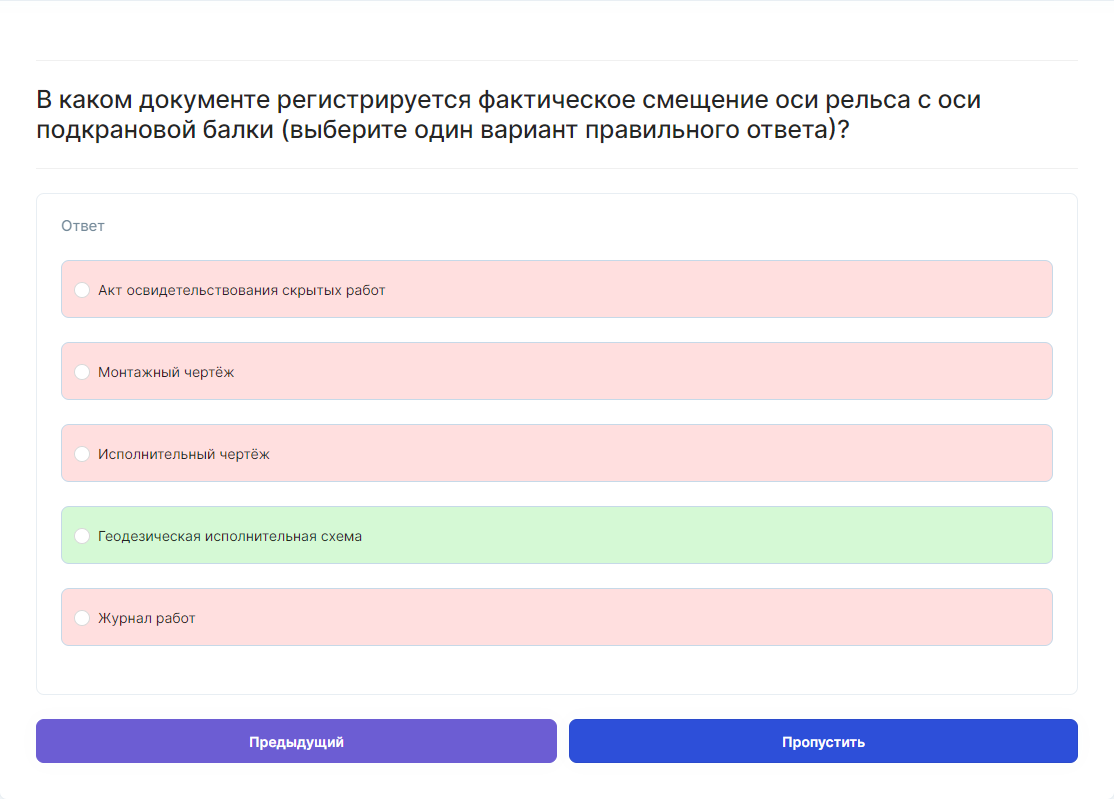 В каком документе регистрируется фактическое смещение оси рельса с оси
подкрановой балки (выберите один вариант правильного ответа)?
Ответ
Акт освидетельствования скрытых работ
Монтажный чертёж
Исполнительный чертёж
Геодезическая исполнительная схема
Журнал работ
Предыдущий
Пропустить